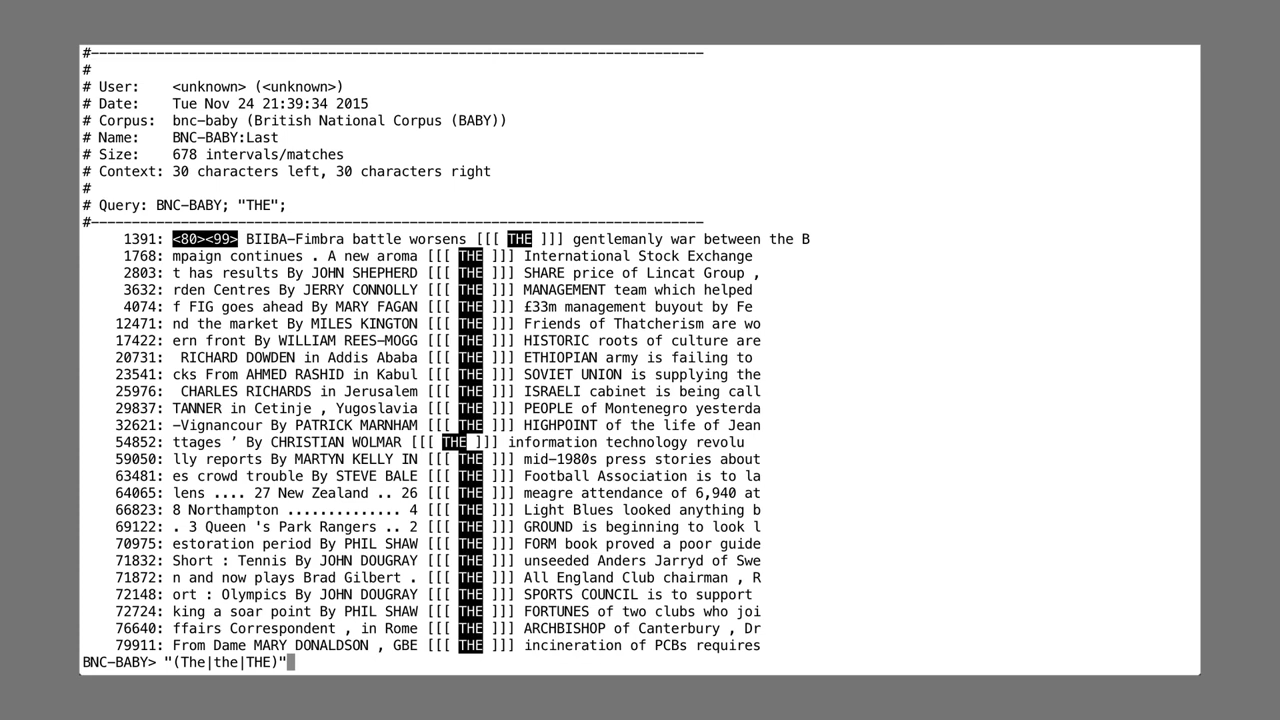 #---------------------------------------------------------------------------
#
# User:    <unknown> (<unknown>)
# Date:    Tue Nov 24 21:39:34 2015
# Corpus:  bnc-baby (British National Corpus (BABY))
# Name:    BNC-BABY:Last
# Size:    678 intervals/matches
# Context: 30 characters left, 30 characters right
#
# Query: BNC-BABY; "THE";
#---------------------------------------------------------------------------
1391: <80><99> BIIBA-Fimbra battle worsens [[[ THE ]]] gentlemanly war between the B
1768: mpaign continues . A new aroma [[[ THE ]]] International Stock Exchange
2803: t has results By JOHN SHEPHERD [[[ THE ]]] SHARE price of Lincat Group ,
3632: rden Centres By JERRY CONNOLLY [[[ THE ]]] MANAGEMENT team which helped
4074: f FIG goes ahead By MARY FAGAN [[[ THE ]]] £33m management buyout by Fe
12471: nd the market By MILES KINGTON [[[ THE ]]] Friends of Thatcherism are wo
17422: ern front By WILLIAM REES-MOGG [[[ THE ]]] HISTORIC roots of culture are
20731:  RICHARD DOWDEN in Addis Ababa [[[ THE ]]] ETHIOPIAN army is failing to
23541: cks From AHMED RASHID in Kabul [[[ THE ]]] SOVIET UNION is supplying the
25976:  CHARLES RICHARDS in Jerusalem [[[ THE ]]] ISRAELI cabinet is being call
29837: TANNER in Cetinje , Yugoslavia [[[ THE ]]] PEOPLE of Montenegro yesterda
32621: -Vignancour By PATRICK MARNHAM [[[ THE ]]] HIGHPOINT of the life of Jean
54852: ttages ’ By CHRISTIAN WOLMAR [[[ THE ]]] information technology revolu
59050: lly reports By MARTYN KELLY IN [[[ THE ]]] mid-1980s press stories about
63481: es crowd trouble By STEVE BALE [[[ THE ]]] Football Association is to la
64065: lens .... 27 New Zealand .. 26 [[[ THE ]]] meagre attendance of 6,940 at
66823: 8 Northampton .............. 4 [[[ THE ]]] Light Blues looked anything b
69122: . 3 Queen 's Park Rangers .. 2 [[[ THE ]]] GROUND is beginning to look l
70975: estoration period By PHIL SHAW [[[ THE ]]] FORM book proved a poor guide
71832: Short : Tennis By JOHN DOUGRAY [[[ THE ]]] unseeded Anders Jarryd of Swe
71872: n and now plays Brad Gilbert . [[[ THE ]]] All England Club chairman , R
72148: ort : Olympics By JOHN DOUGRAY [[[ THE ]]] SPORTS COUNCIL is to support
72724: king a soar point By PHIL SHAW [[[ THE ]]] FORTUNES of two clubs who joi
76640: ffairs Correspondent , in Rome [[[ THE ]]] ARCHBISHOP of Canterbury , Dr
79911: From Dame MARY DONALDSON , GBE [[[ THE ]]] incineration of PCBs requires
BNC-BABY> "(The|the|THE)"